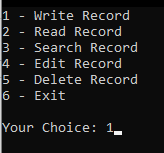 1 - Write Record
2 - Read Record
3 - Search Record
4 - Edit Record
5 - Delete Record
6 - Exit
Your Choice: 1